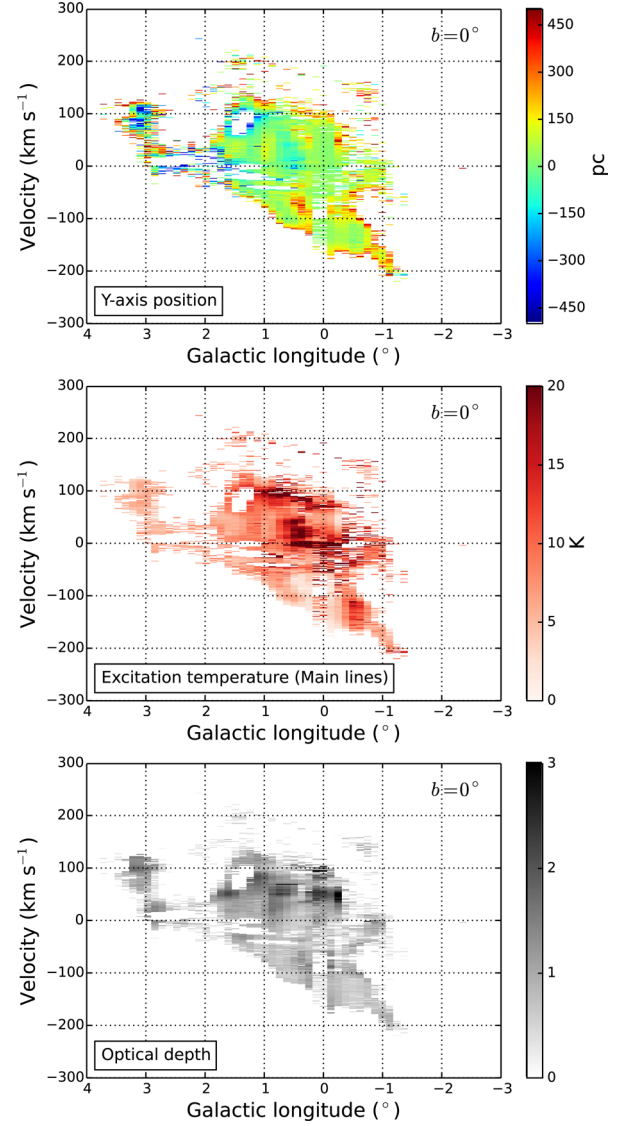 300
200
100
0
−100
−200
−300
Velocity (km s⁻¹)
b=0°
Y-axis position
4 3 2 1 0 −1 −2 −3
Galactic longitude (°)
450
300
150
0
−150
−300
−450
pc
300
200
100
0
−100
−200
−300
Velocity (km s⁻¹)
b=0°
Excitation temperature (Main lines)
4 3 2 1 0 −1 −2 −3
Galactic longitude (°)
20
15
10
5
0
K
300
200
100
0
−100
−200
−300
Velocity (km s⁻¹)
b=0°
Optical depth
4 3 2 1 0 −1 −2 −3
Galactic longitude (°)
3
2
1
0